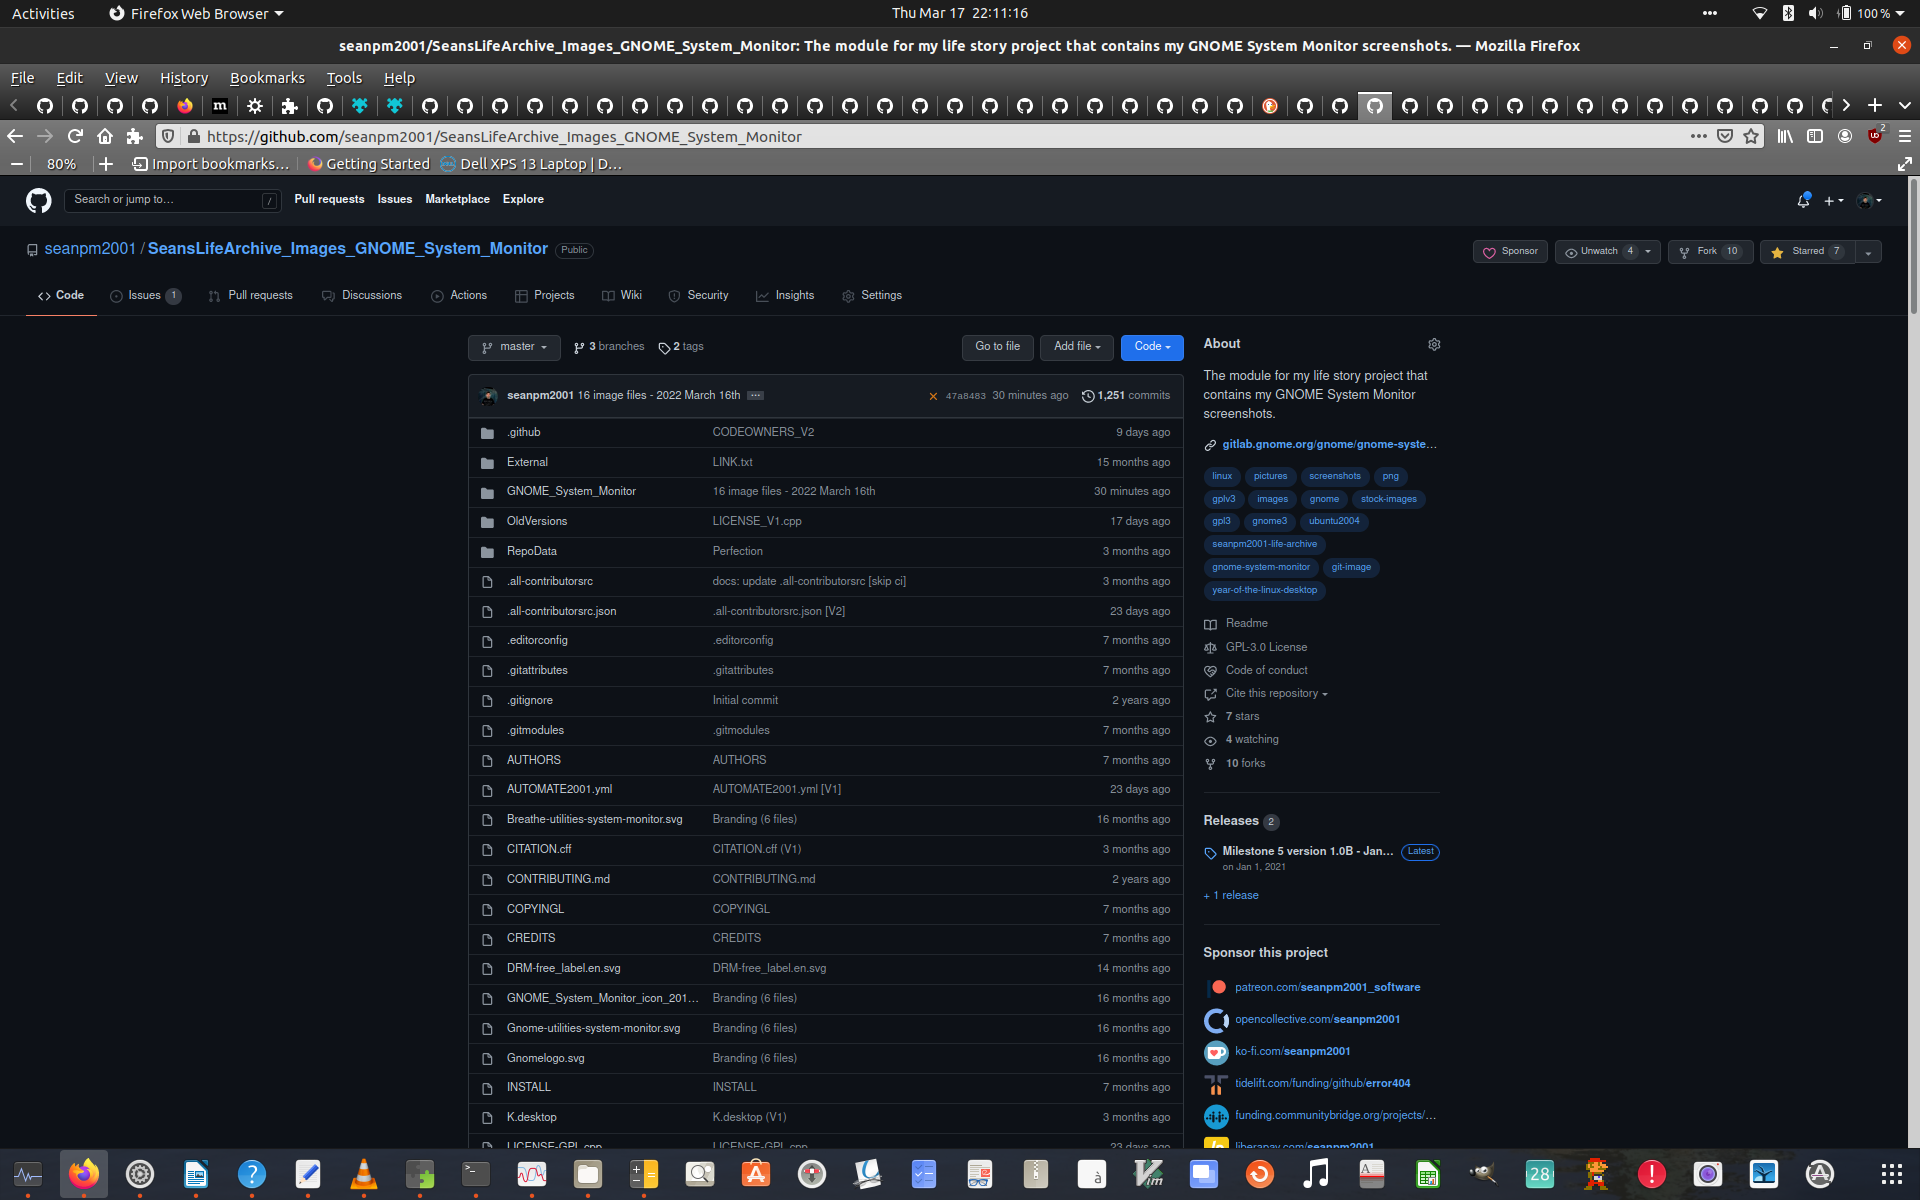 Activities Firefox Web Browser Thu Mar 17 22:11:16 100 %
seanpm2001/SeansLifeArchive_Images_GNOME_System_Monitor: The module for my life story project that contains my GNOME System Monitor screenshots. — Mozilla Firefox
File Edit View History Bookmarks Tools Help
https://github.com/seanpm2001/SeansLifeArchive_Images_GNOME_System_Monitor 2
80% Import bookmarks... Getting Started Dell XPS 13 Laptop | D...
Search or jump to... / Pull requests Issues Marketplace Explore
seanpm2001 / SeansLifeArchive_Images_GNOME_System_Monitor Public Sponsor Unwatch 4 Fork 10 Starred 7
Code Issues 1 Pull requests Discussions Actions Projects Wiki Security Insights Settings
master 3 branches 2 tags Go to file Add file Code
seanpm2001 16 image files - 2022 March 16th ... 47a8483 30 minutes ago 1,251 commits
.github CODEOWNERS_V2 9 days ago
External LINK.txt 15 months ago
GNOME_System_Monitor 16 image files - 2022 March 16th 30 minutes ago
OldVersions LICENSE_V1.cpp 17 days ago
RepoData Perfection 3 months ago
.all-contributorsrc docs: update .all-contributorsrc [skip ci] 3 months ago
.all-contributorsrc.json .all-contributorsrc.json [V2] 23 days ago
.editorconfig .editorconfig 7 months ago
.gitattributes .gitattributes 7 months ago
.gitignore Initial commit 2 years ago
.gitmodules .gitmodules 7 months ago
AUTHORS AUTHORS 7 months ago
AUTOMATE2001.yml AUTOMATE2001.yml [V1] 23 days ago
Breathe-utilities-system-monitor.svg Branding (6 files) 16 months ago
CITATION.cff CITATION.cff (V1) 3 months ago
CONTRIBUTING.md CONTRIBUTING.md 2 years ago
COPYINGL COPYINGL 7 months ago
CREDITS CREDITS 7 months ago
DRM-free_label.en.svg DRM-free_label.en.svg 14 months ago
GNOME_System_Monitor_icon_201... Branding (6 files) 16 months ago
Gnome-utilities-system-monitor.svg Branding (6 files) 16 months ago
Gnomelogo.svg Branding (6 files) 16 months ago
INSTALL INSTALL 7 months ago
K.desktop K.desktop (V1) 3 months ago
LICENSE-GPL.cpp LICENSE-GPL.cpp 23 days ago
About
The module for my life story project that
contains my GNOME System Monitor
screenshots.
gitlab.gnome.org/gnome/gnome-syste...
linux pictures screenshots png
gplv3 images gnome stock-images
gpl3 gnome3 ubuntu2004
seanpm2001-life-archive
gnome-system-monitor git-image
year-of-the-linux-desktop
Readme
GPL-3.0 License
Code of conduct
Cite this repository
7 stars
4 watching
10 forks
Releases 2
Milestone 5 version 1.0B - Jan... Latest
on Jan 1, 2021
+ 1 release
Sponsor this project
patreon.com/seanpm2001_software
opencollective.com/seanpm2001
ko-fi.com/seanpm2001
tidelift.com/funding/github/error404
funding.communitybridge.org/projects/...
liberapay.com/seanpm2001
28